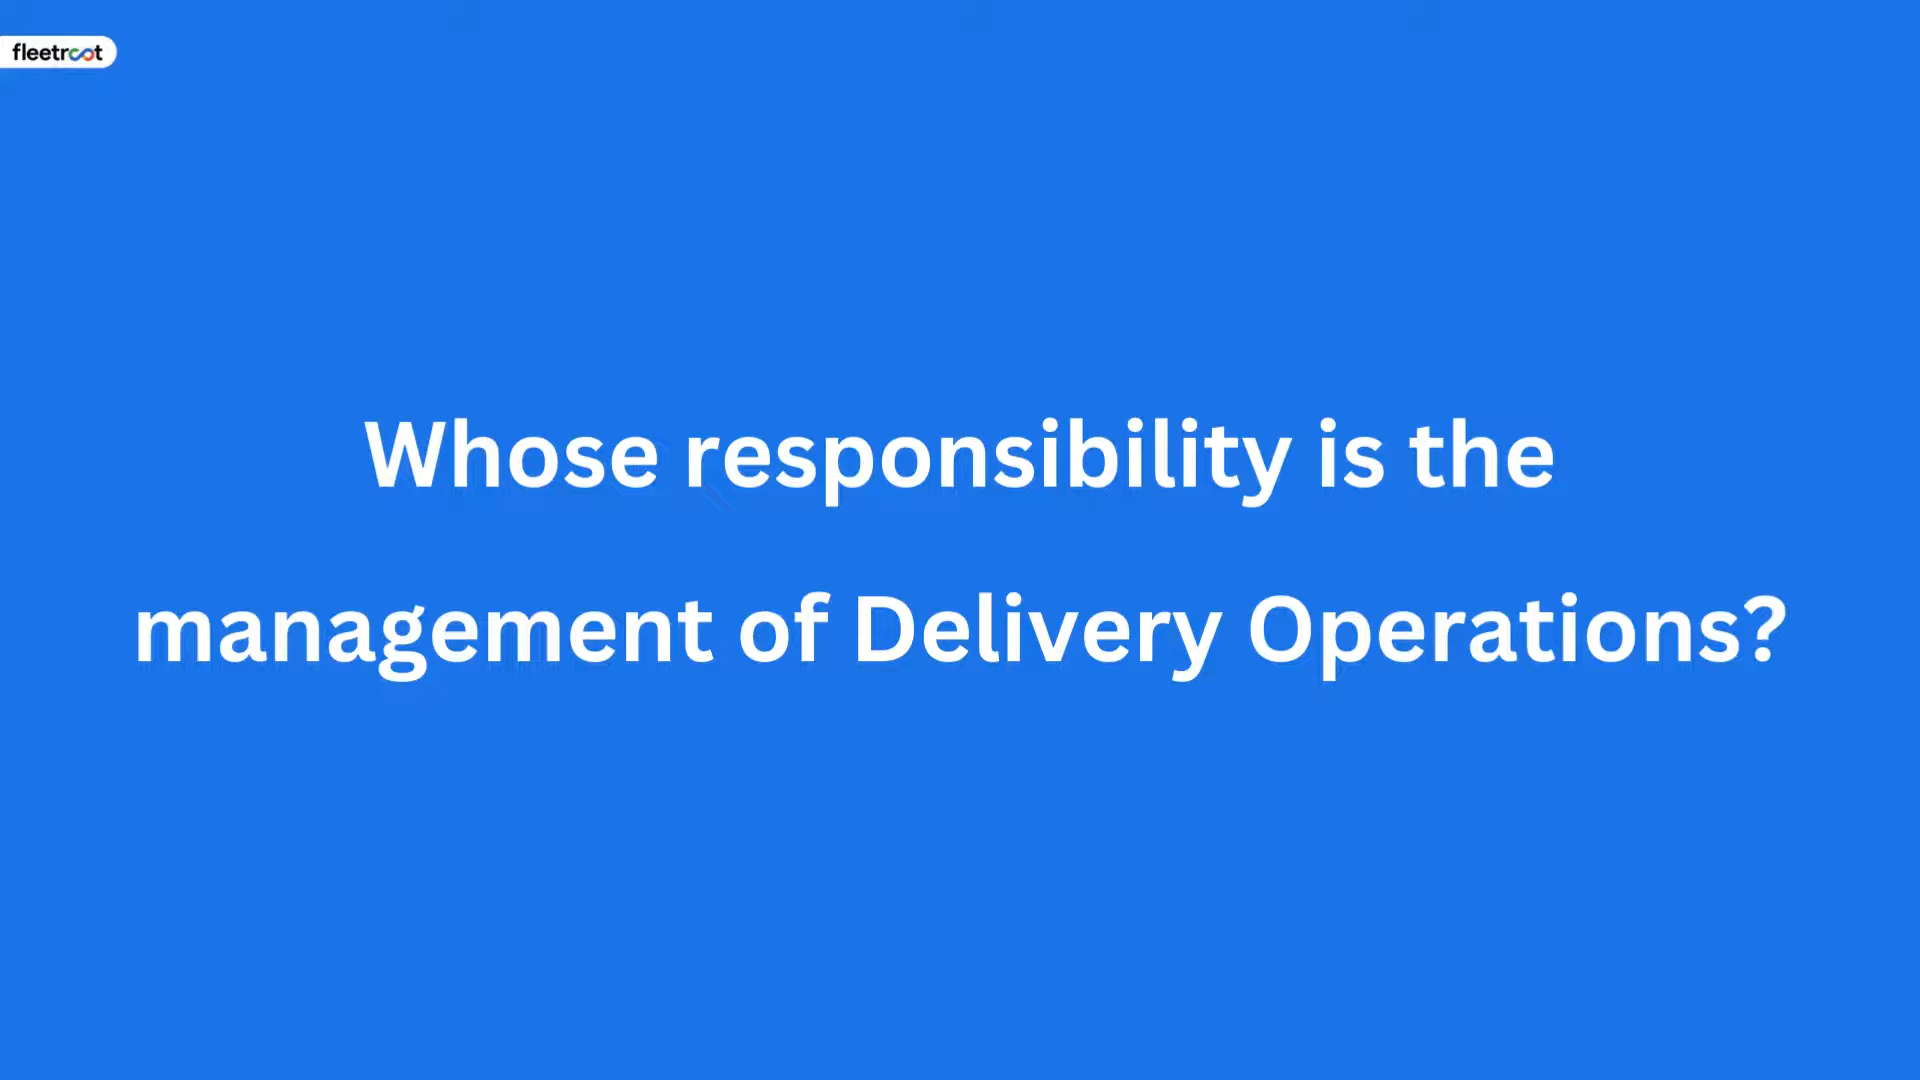 fleetroot
Whose responsibility is the
management of Delivery Operations?